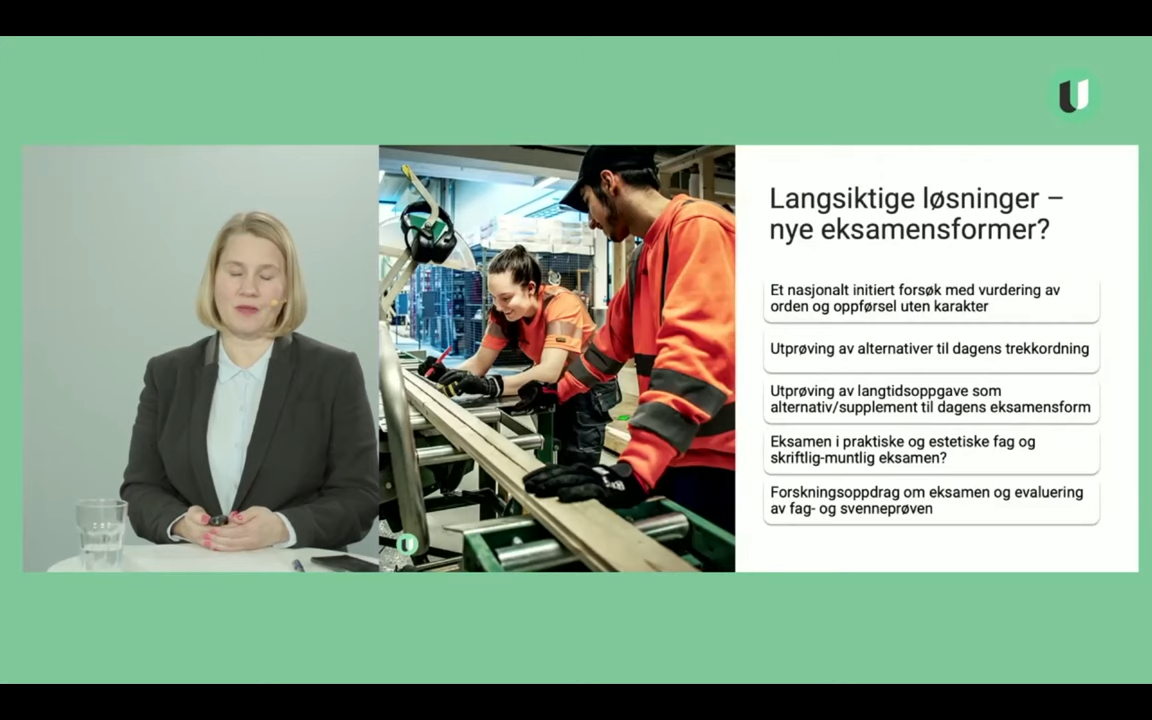 Langsiktige løsninger –
nye eksamensformer?
Et nasjonalt initiert forsøk med vurdering av
orden og oppførsel uten karakter
Utprøving av alternativer til dagens trekkordning
Utprøving av langtidsoppgave som
alternativ/supplement til dagens eksamensform
Eksamen i praktiske og estetiske fag og
skriftlig-muntlig eksamen?
Forskningsoppdrag om eksamen og evaluering
av fag- og svenneprøven